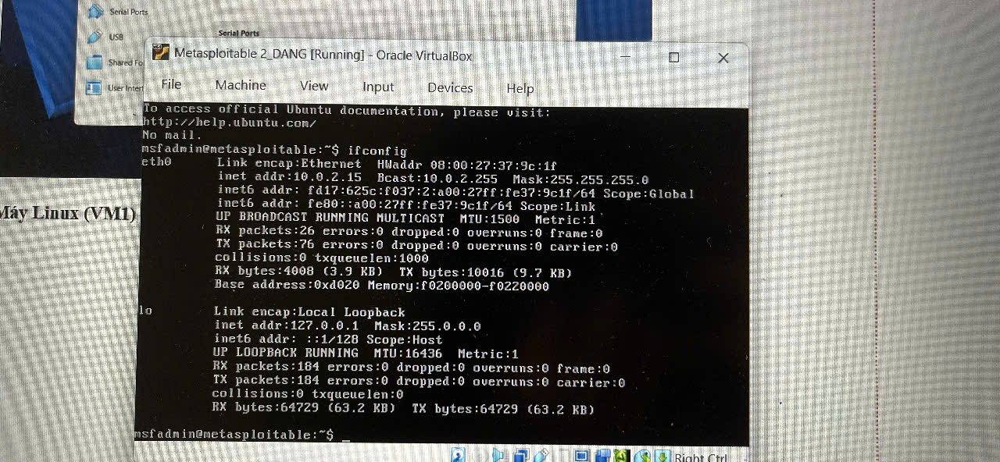 Serial Ports
USB
Serial Ports
Shared Fo
User Inter
Metasploitable 2_DANG [Running] - Oracle VirtualBox
File Machine View Input Devices Help
To access official Ubuntu documentation, please visit:
http://help.ubuntu.com/
No mail.
msfadmin@metasploitable:~$ ifconfig
eth0 Link encap:Ethernet HWaddr 08:00:27:37:9c:1f
inet addr:10.0.2.15 Bcast:10.0.2.255 Mask:255.255.255.0
inet6 addr: fd17:625c:f037:2:a00:27ff:fe37:9c1f/64 Scope:Global
inet6 addr: fe80::a00:27ff:fe37:9c1f/64 Scope:Link
UP BROADCAST RUNNING MULTICAST MTU:1500 Metric:1
RX packets:26 errors:0 dropped:0 overruns:0 frame:0
TX packets:76 errors:0 dropped:0 overruns:0 carrier:0
collisions:0 txqueuelen:1000
RX bytes:4008 (3.9 KB) TX bytes:10016 (9.7 KB)
Base address:0xd020 Memory:f0200000-f0220000
lo Link encap:Local Loopback
inet addr:127.0.0.1 Mask:255.0.0.0
inet6 addr: ::1/128 Scope:Host
UP LOOPBACK RUNNING MTU:16436 Metric:1
RX packets:184 errors:0 dropped:0 overruns:0 frame:0
TX packets:184 errors:0 dropped:0 overruns:0 carrier:0
collisions:0 txqueuelen:0
RX bytes:64729 (63.2 KB) TX bytes:64729 (63.2 KB)
msfadmin@metasploitable:~$ _
Right Ctrl
Máy Linux (VM1)